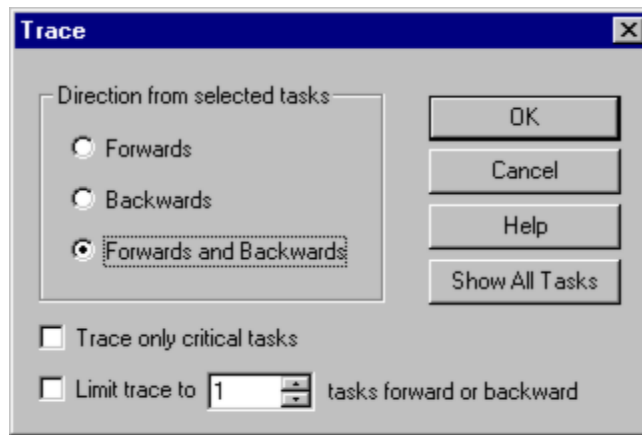 Trace
Direction from selected tasks
Forwards
Backwards
Forwards and Backwards
OK
Cancel
Help
Show All Tasks
Trace only critical tasks
Limit trace to 1 tasks forward or backward